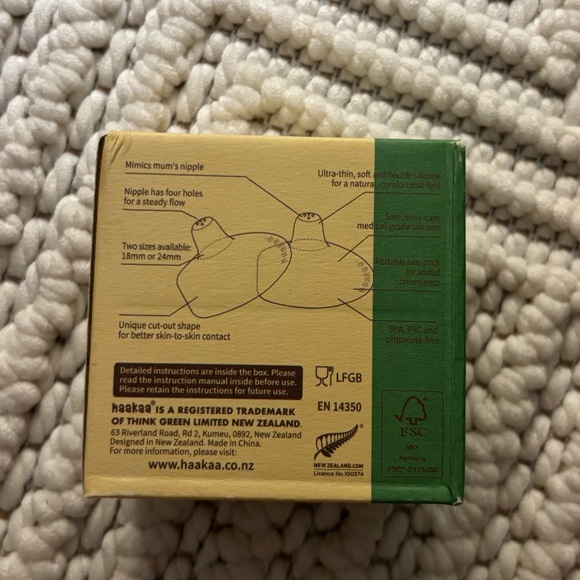 Mimics mum's nipple
Ultra-thin, soft and flexible silicone
for a natural, comfortable feel
Nipple has four holes
for a steady flow
Safe, easy-care
medical-grade silicone
Two sizes available:
18mm or 24mm
Portable two pack
for added
convenience
Unique cut-out shape
for better skin-to-skin contact
BPA, PVC and
phthalate-free
Detailed instructions are inside the box. Please
read the instruction manual inside before use.
Please retain the instructions for future use.
LFGB
haakaa® IS A REGISTERED TRADEMARK
OF THINK GREEN LIMITED NEW ZEALAND.
EN 14350
63 Riverland Road, Rd 2, Kumeu, 0892, New Zealand
Designed in New Zealand. Made in China.
For more information, please visit:
www.haakaa.co.nz
NEWZEALAND.COM
Licence No.100374
FSC
MIX
Packaging